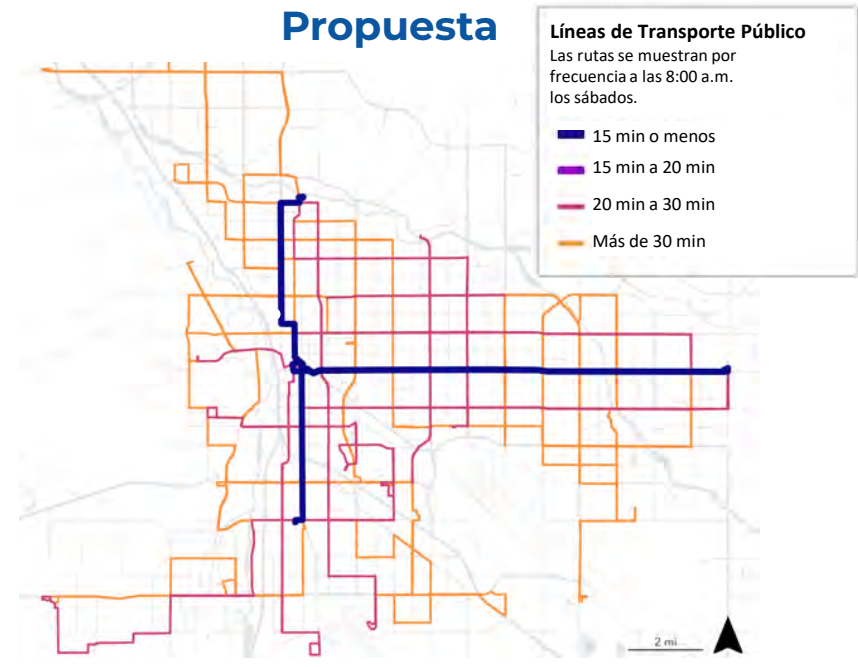 Propuesta
Líneas de Transporte Público
Las rutas se muestran por
frecuencia a las 8:00 a.m.
los sábados.
15 min o menos
15 min a 20 min
20 min a 30 min
Más de 30 min
2 mi